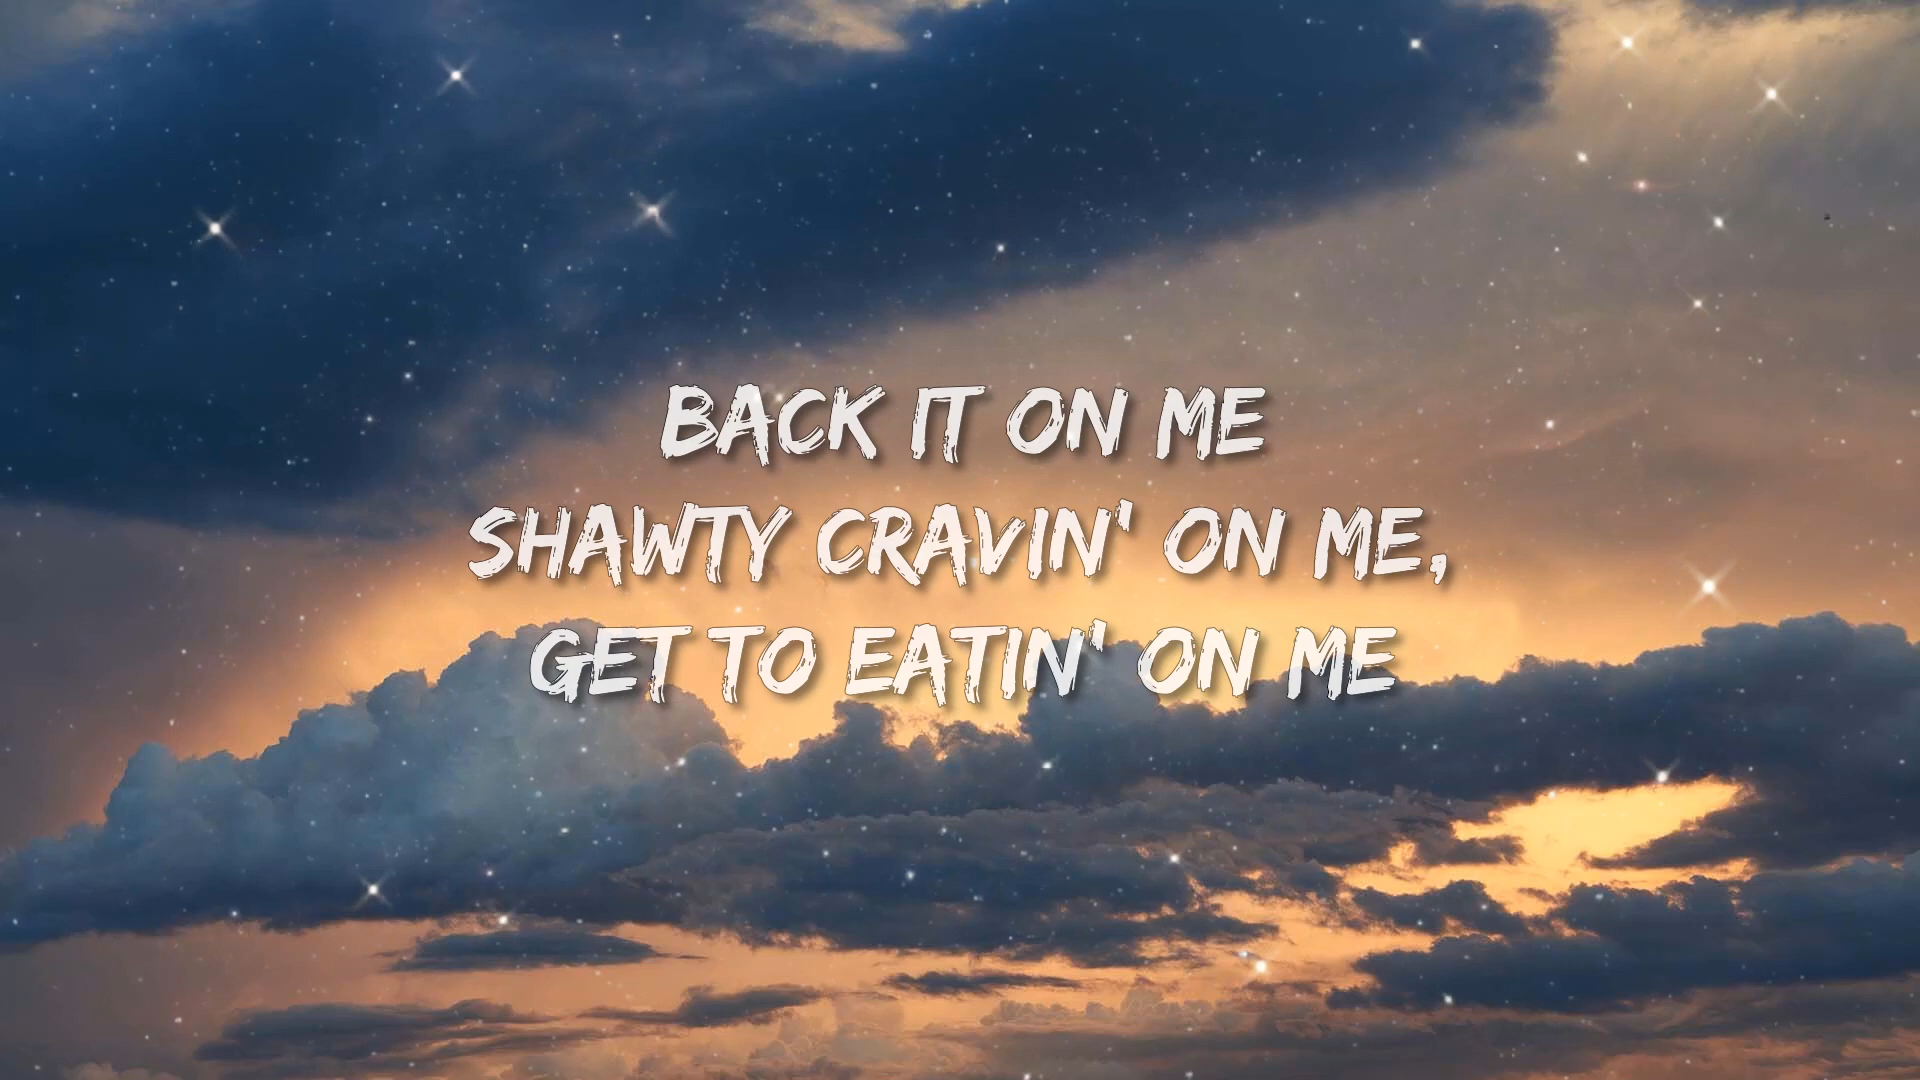 BACK IT ON ME
SHAWTY CRAVIN' ON ME,
GET TO EATIN' ON ME